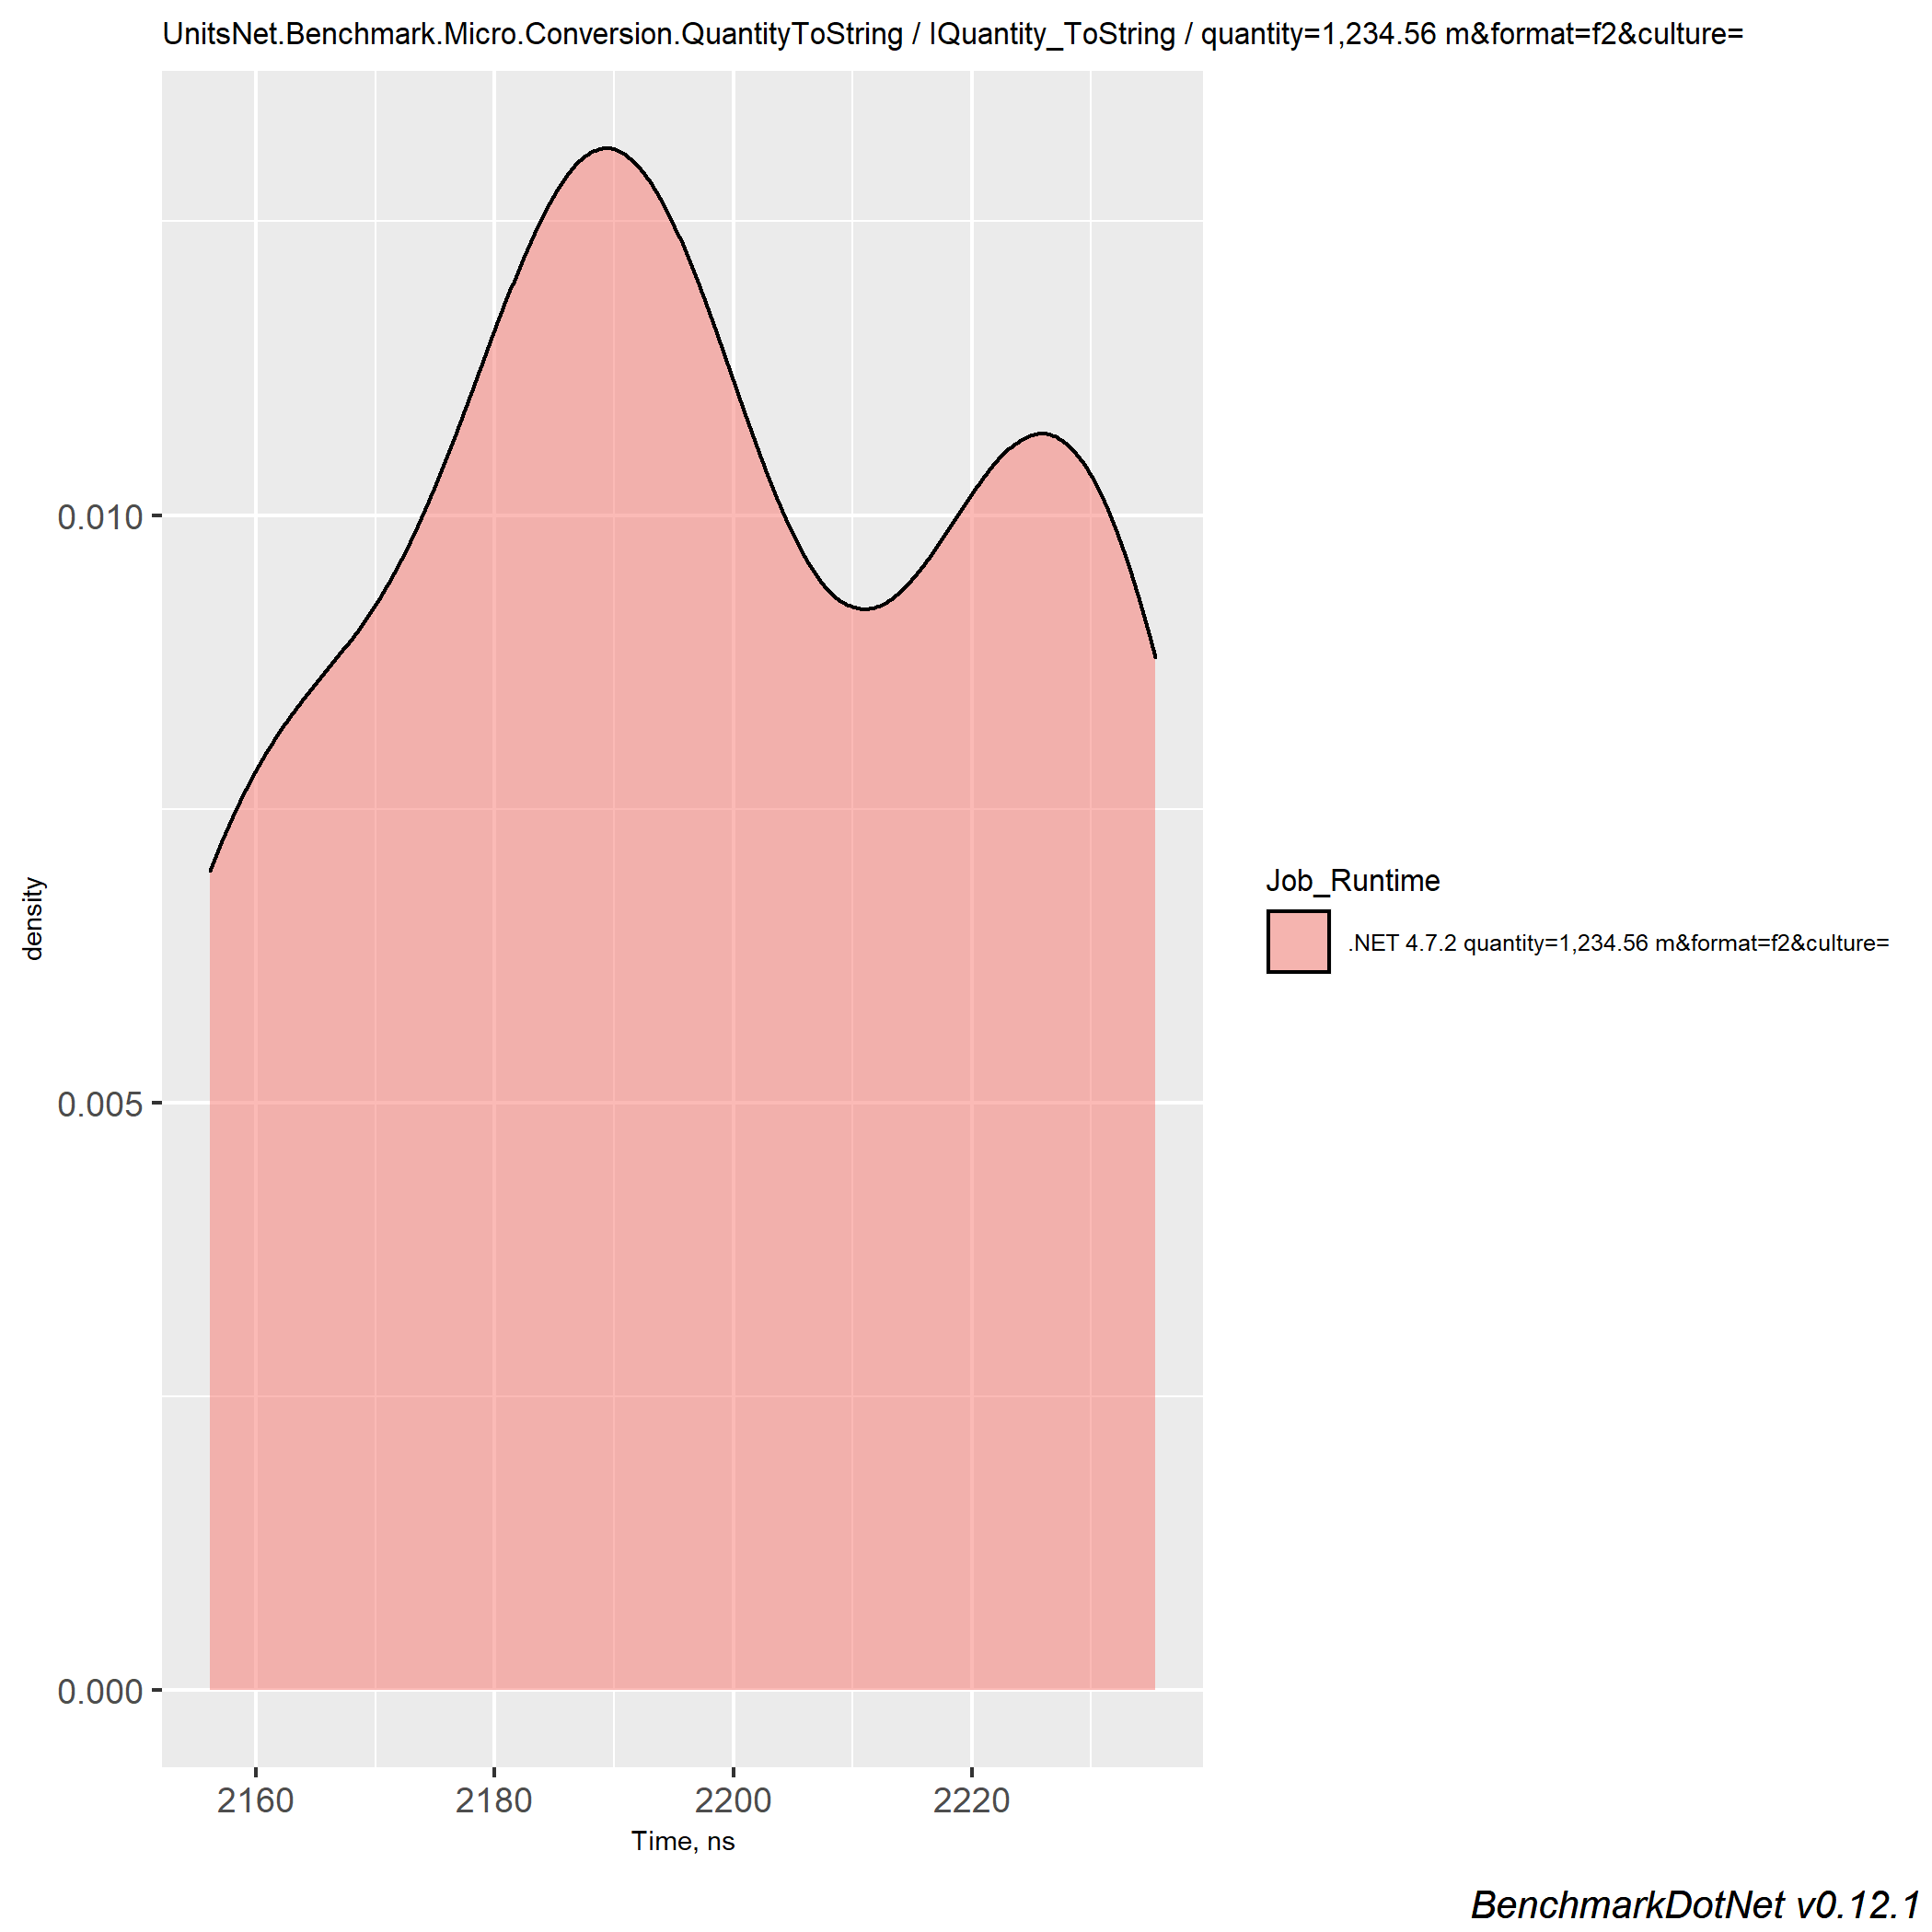 UnitsNet.Benchmark.Micro.Conversion.QuantityToString / IQuantity_ToString / quantity=1,234.56 m&format=f2&culture=
0.010
0.005
0.000
density
2160 2180 2200 2220
Time, ns
Job_Runtime
.NET 4.7.2 quantity=1,234.56 m&format=f2&culture=
BenchmarkDotNet v0.12.1